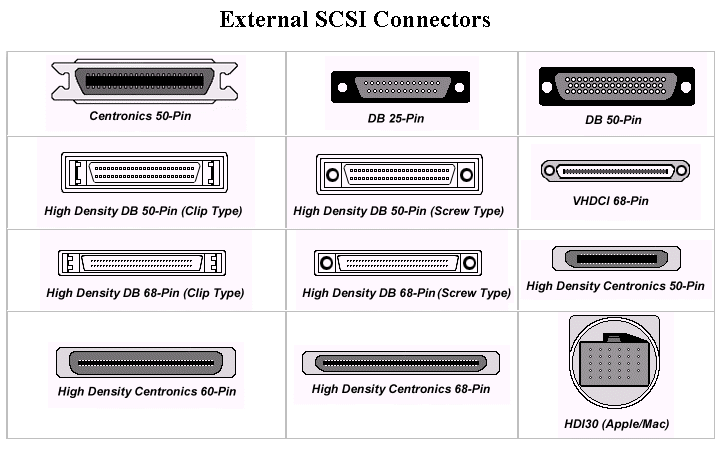 External SCSI Connectors
Centronics 50-Pin
DB 25-Pin
DB 50-Pin
High Density DB 50-Pin (Clip Type)
High Density DB 50-Pin (Screw Type)
VHDCI 68-Pin
High Density DB 68-Pin (Clip Type)
High Density DB 68-Pin (Screw Type)
High Density Centronics 50-Pin
High Density Centronics 60-Pin
High Density Centronics 68-Pin
HDI30 (Apple/Mac)